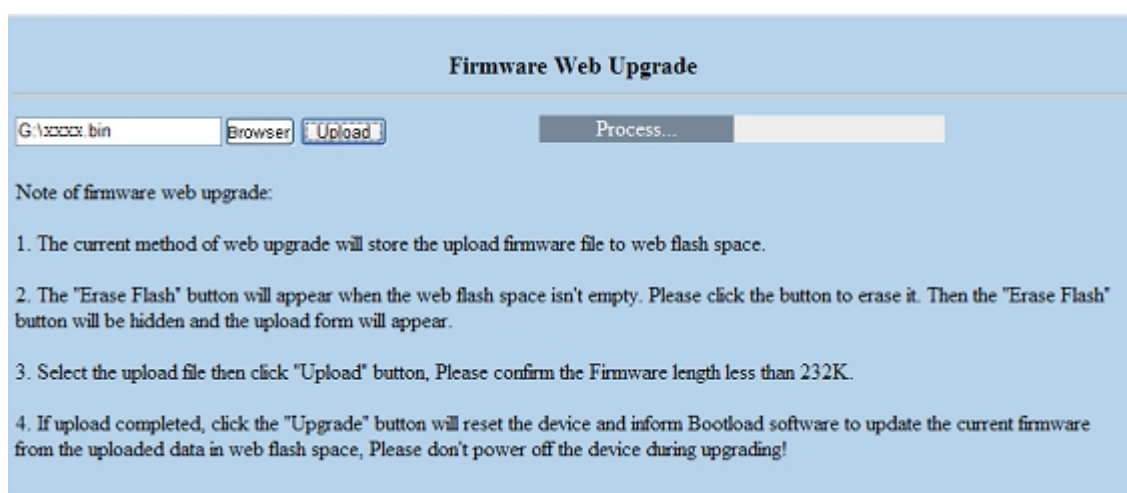 Firmware Web Upgrade
G:\xxxx.bin Browser Upload Process...
Note of firmware web upgrade:
1. The current method of web upgrade will store the upload firmware file to web flash space.
2. The "Erase Flash" button will appear when the web flash space isn't empty. Please click the button to erase it. Then the "Erase Flash"
button will be hidden and the upload form will appear.
3. Select the upload file then click "Upload" button, Please confirm the Firmware length less than 232K.
4. If upload completed, click the "Upgrade" button will reset the device and inform Bootload software to update the current firmware
from the uploaded data in web flash space, Please don't power off the device during upgrading!